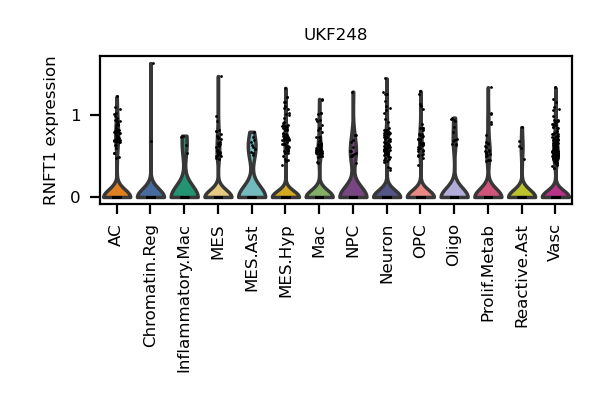 UKF248
RNFT1 expression
1
0
AC
Chromatin.Reg
Inflammatory.Mac
MES
MES.Ast
MES.Hyp
Mac
NPC
Neuron
OPC
Oligo
Prolif.Metab
Reactive.Ast
Vasc